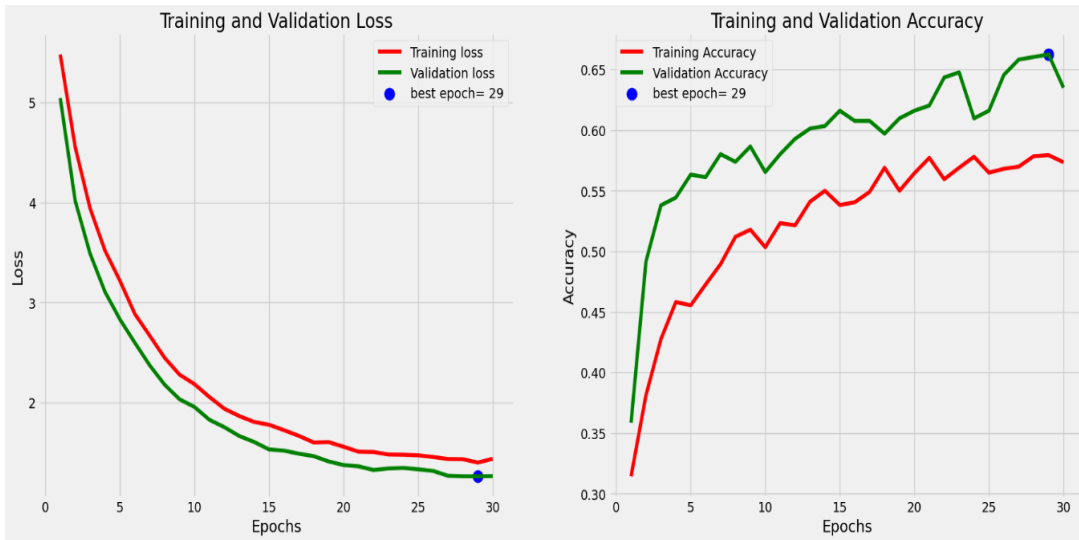 Training and Validation Loss
Training loss
Validation loss
best epoch= 29
5
4
3
2
Loss
0
5
10
15
20
25
30
Epochs
Training and Validation Accuracy
Training Accuracy
Validation Accuracy
best epoch= 29
0.65
0.60
0.55
0.50
0.45
0.40
0.35
0.30
Accuracy
0
5
10
15
20
25
30
Epochs